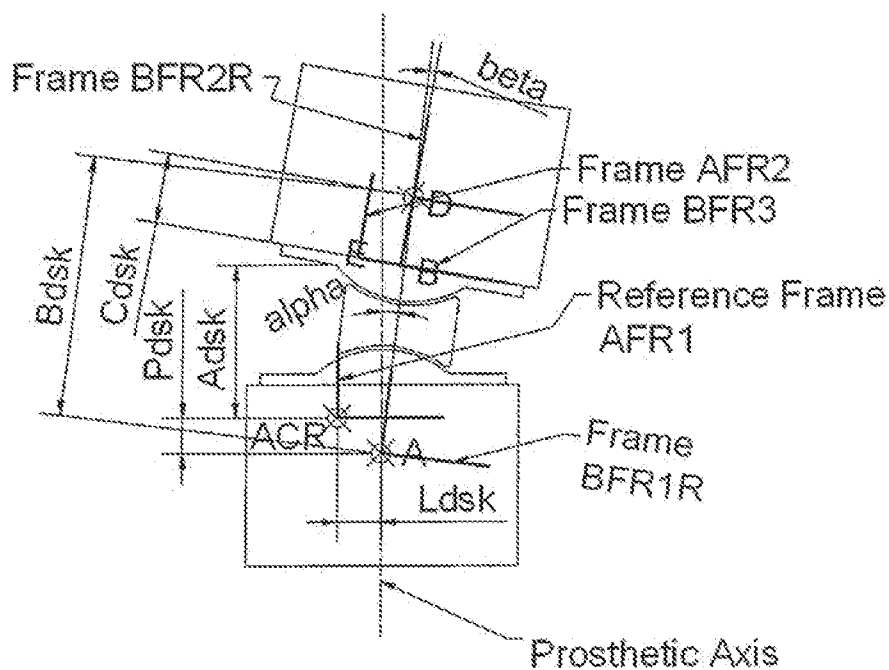 beta
Frame BFR2R
Frame AFR2
D
Frame BFR3
F
B
Bdsk
Cdsk
Pdsk
Adsk
alpha
Reference Frame
AFR1
ACR
A
Frame
BFR1R
Ldsk
Prosthetic Axis